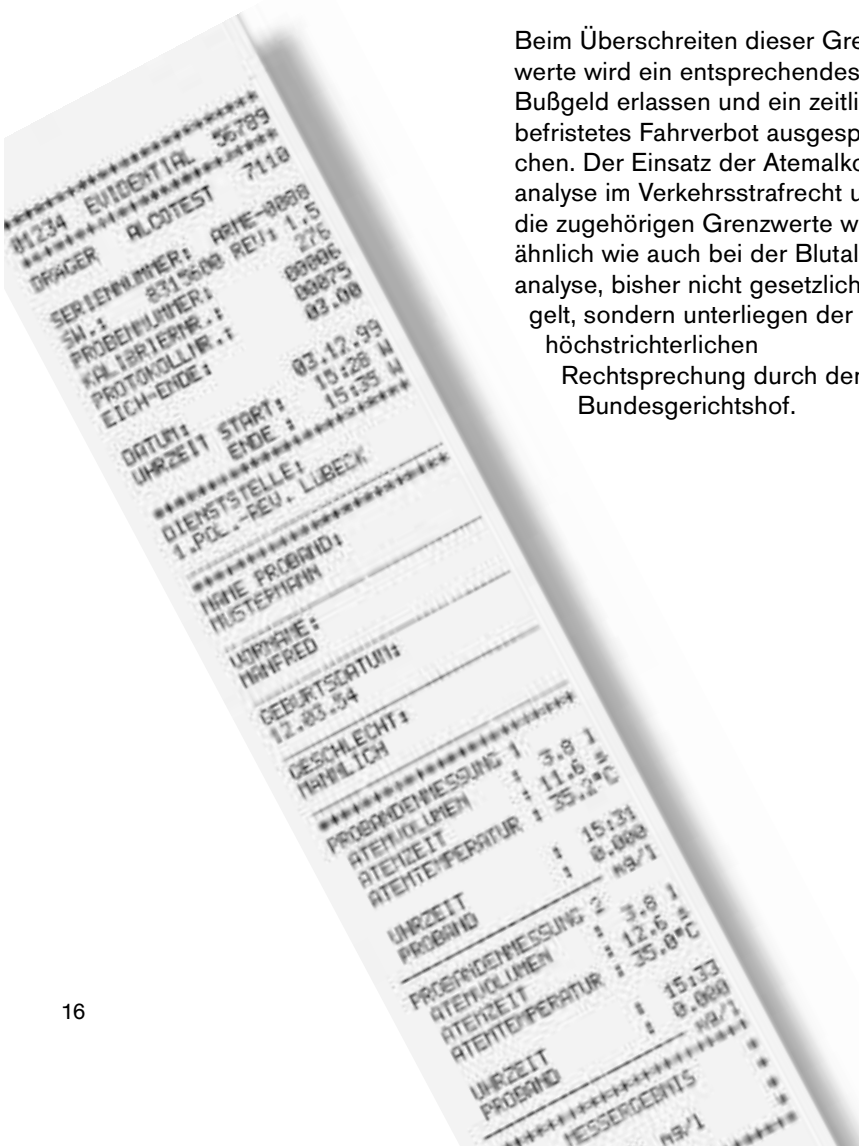 Beim Überschreiten dieser Gre
werte wird ein entsprechendes
Bußgeld erlassen und ein zeitli
befristetes Fahrverbot ausgesp
chen. Der Einsatz der Atemalko
analyse im Verkehrsstrafrecht u
die zugehörigen Grenzwerte w
ähnlich wie auch bei der Blutal
analyse, bisher nicht gesetzlich
gelt, sondern unterliegen der
höchstrichterlichen
Rechtsprechung durch den
Bundesgerichtshof.
************************
01234 EVIDENTIAL 56789
************************
DRAGER ALCOTEST 7110
SERIENNUMMER: ARME-0008
SW.: 8315600 REV: 1.5
PROBENNUMMER: 276
KALIBRIERNR.: 00006
PROTOKOLLNR.: 00075
EICH-ENDE: 03.00
DATUM: 03.12.99
UHRZEIT START: 15:28 W
ENDE : 15:35 W
************************
DIENSTSTELLE:
1.POL.-REV. LUBECK
************************
NAME PROBAND:
MUSTERMANN
VORNAME:
MANFRED
GEBURTSDATUM:
12.03.54
GESCHLECHT:
MANNLICH
************************
PROBANDENMESSUNG 1
ATEMVOLUMEN : 3.8 l
ATEMZEIT : 11.6 s
ATEMTEMPERATUR : 35.2°C
UHRZEIT : 15:31
PROBAND : 0.000
mg/l
PROBANDENMESSUNG 2
ATEMVOLUMEN : 3.8 l
ATEMZEIT : 12.6 s
ATEMTEMPERATUR : 35.0°C
UHRZEIT : 15:33
PROBAND : 0.000
mg/l
************************
MESSERGEBNIS
mg/l
16